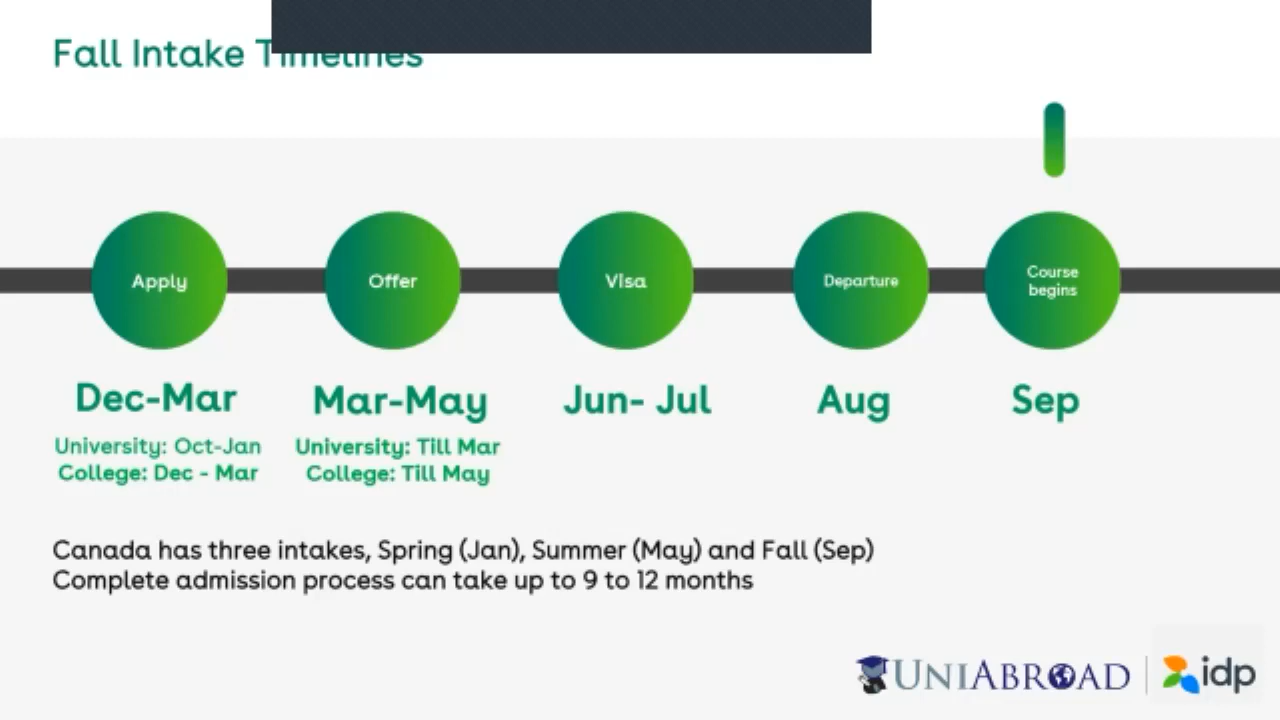 Fall Intake Timelines
Apply
Offer
Visa
Departure
Course
begins
Dec-Mar
Mar-May
Jun- Jul
Aug
Sep
University: Oct-Jan
College: Dec - Mar
University: Till Mar
College: Till May
Canada has three intakes, Spring (Jan), Summer (May) and Fall (Sep)
Complete admission process can take up to 9 to 12 months
UNIABROAD
idp